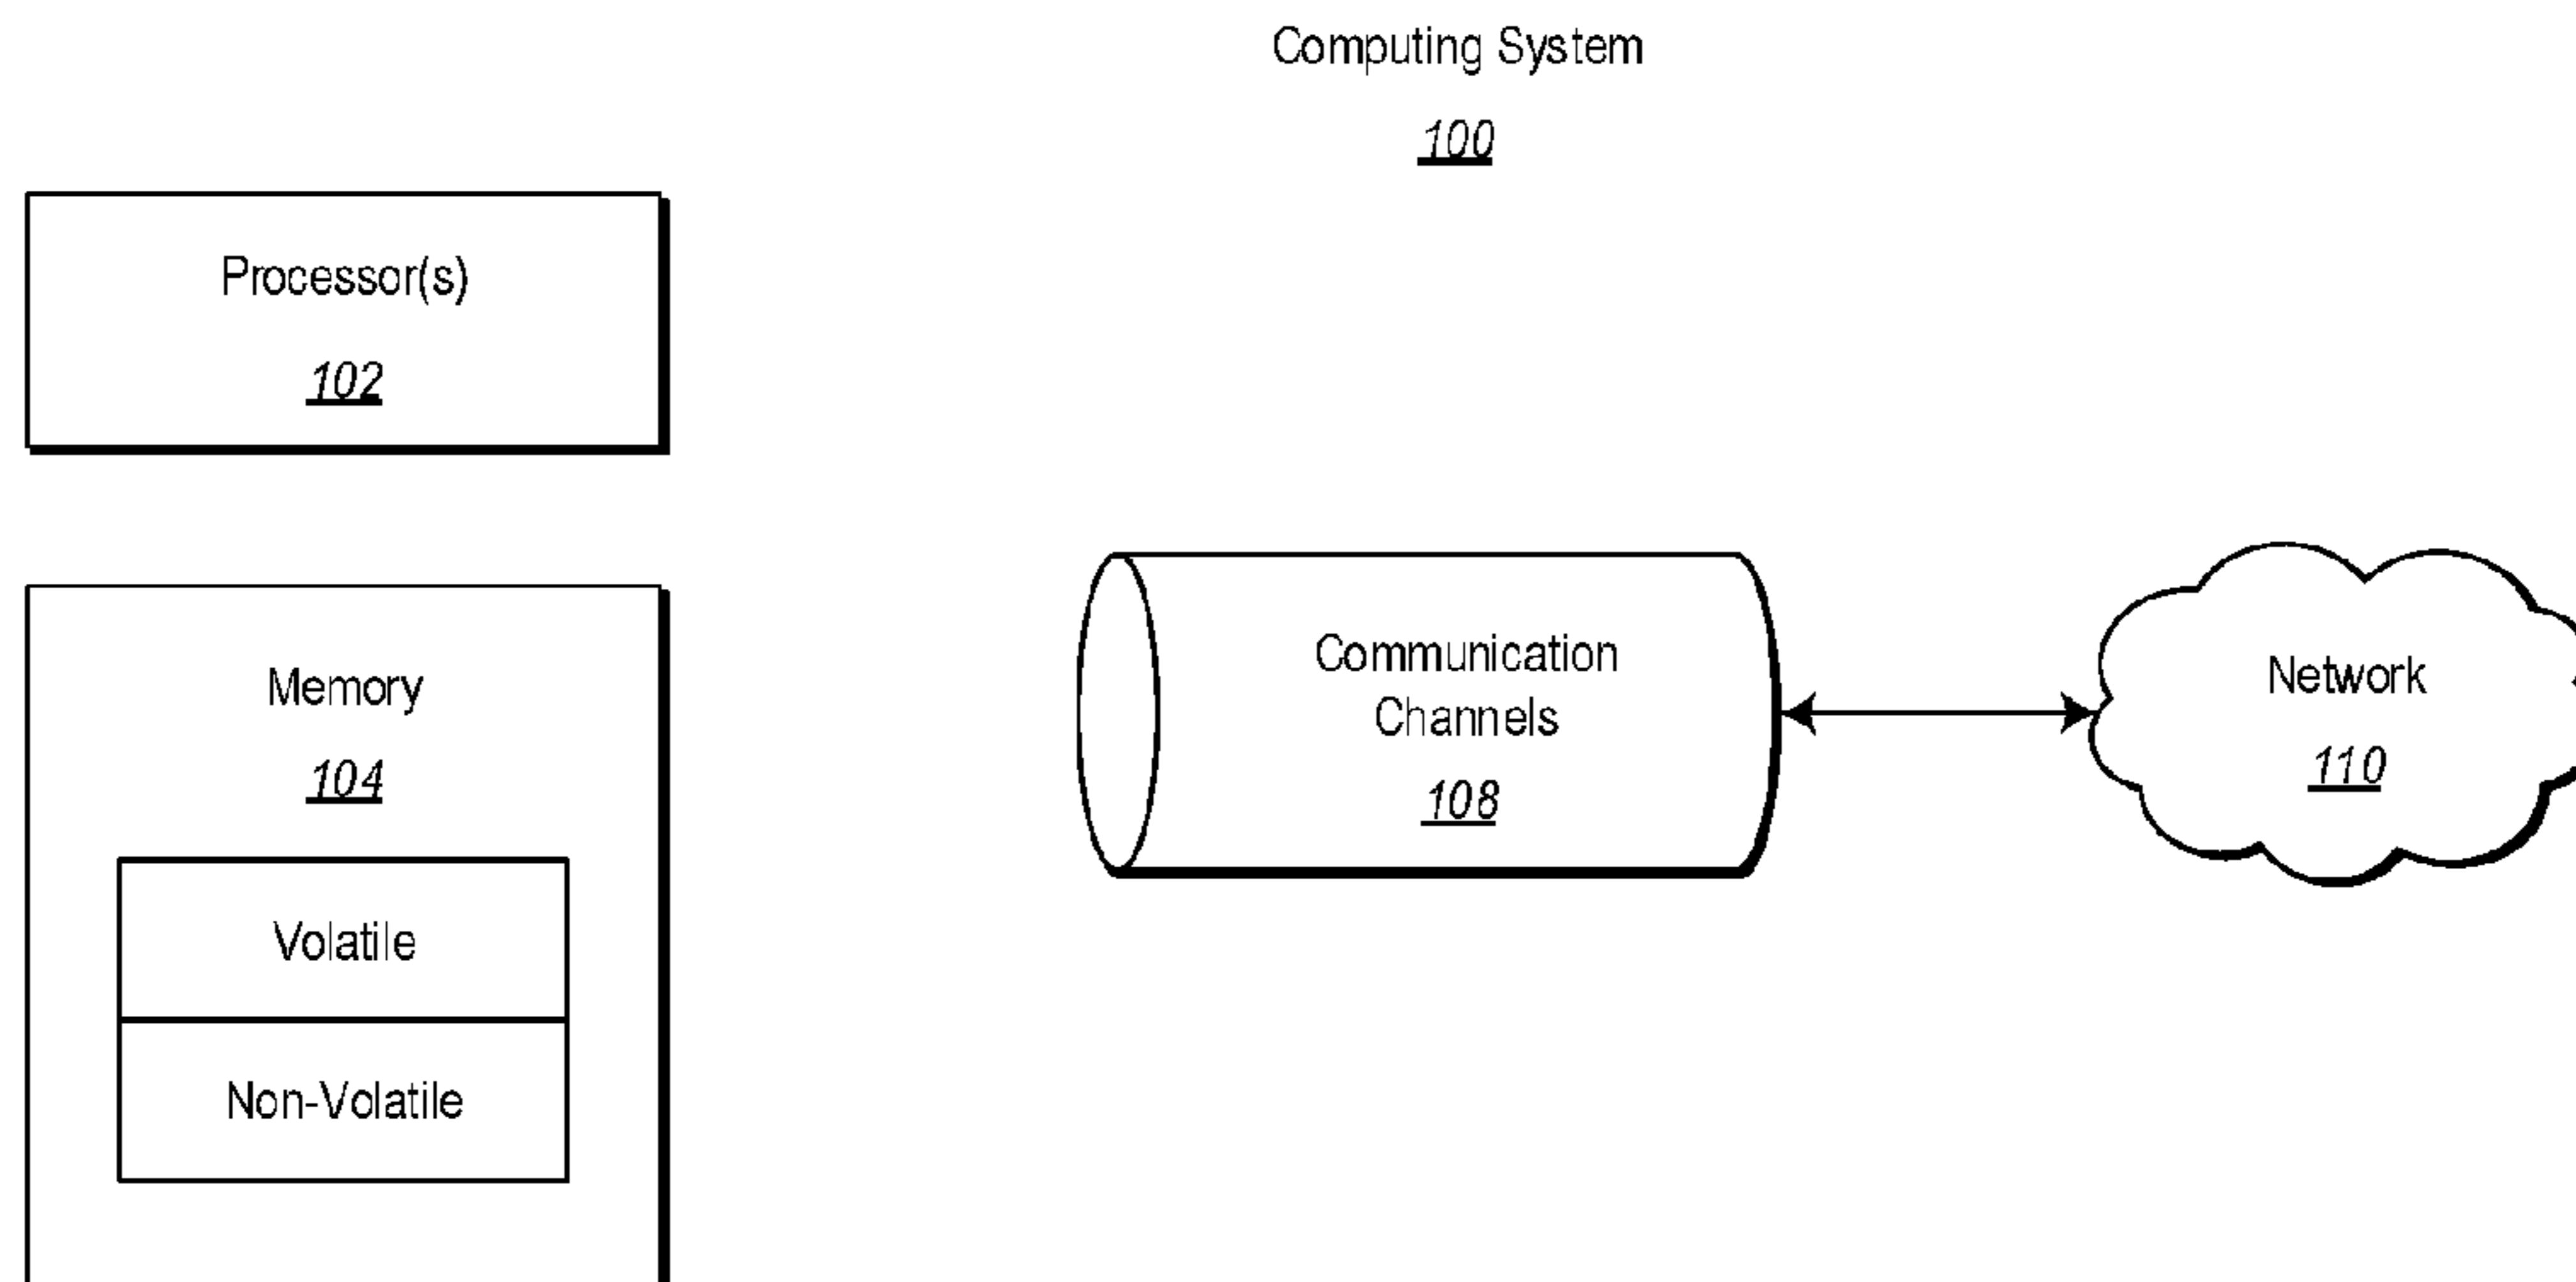 Computing System
100
Processor(s)
102
Memory
104
Volatile
Non-Volatile
Communication
Channels
108
Network
110